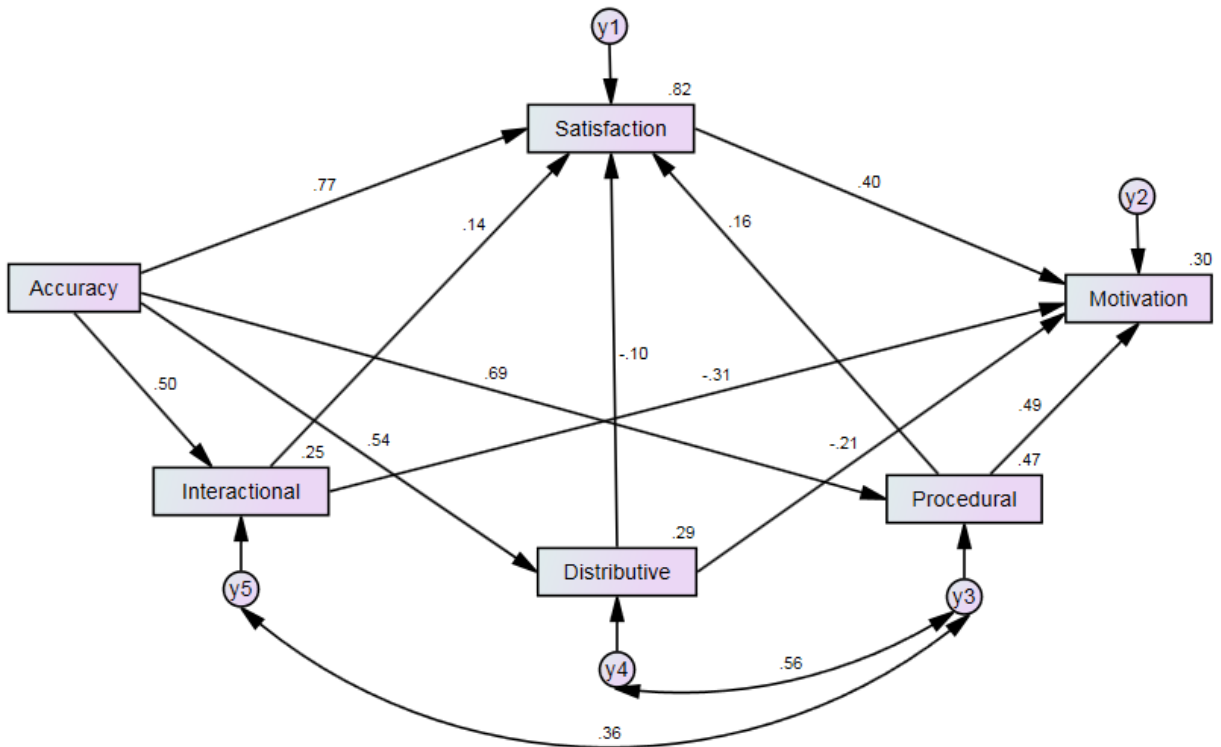 y1
.82
Satisfaction
.77
.40
y2
.14
.16
.30
Accuracy
Motivation
-.10
.69
-.31
.50
.49
.54
-.21
.25
.47
Interactional
Procedural
.29
Distributive
y5
y3
y4
.56
.36